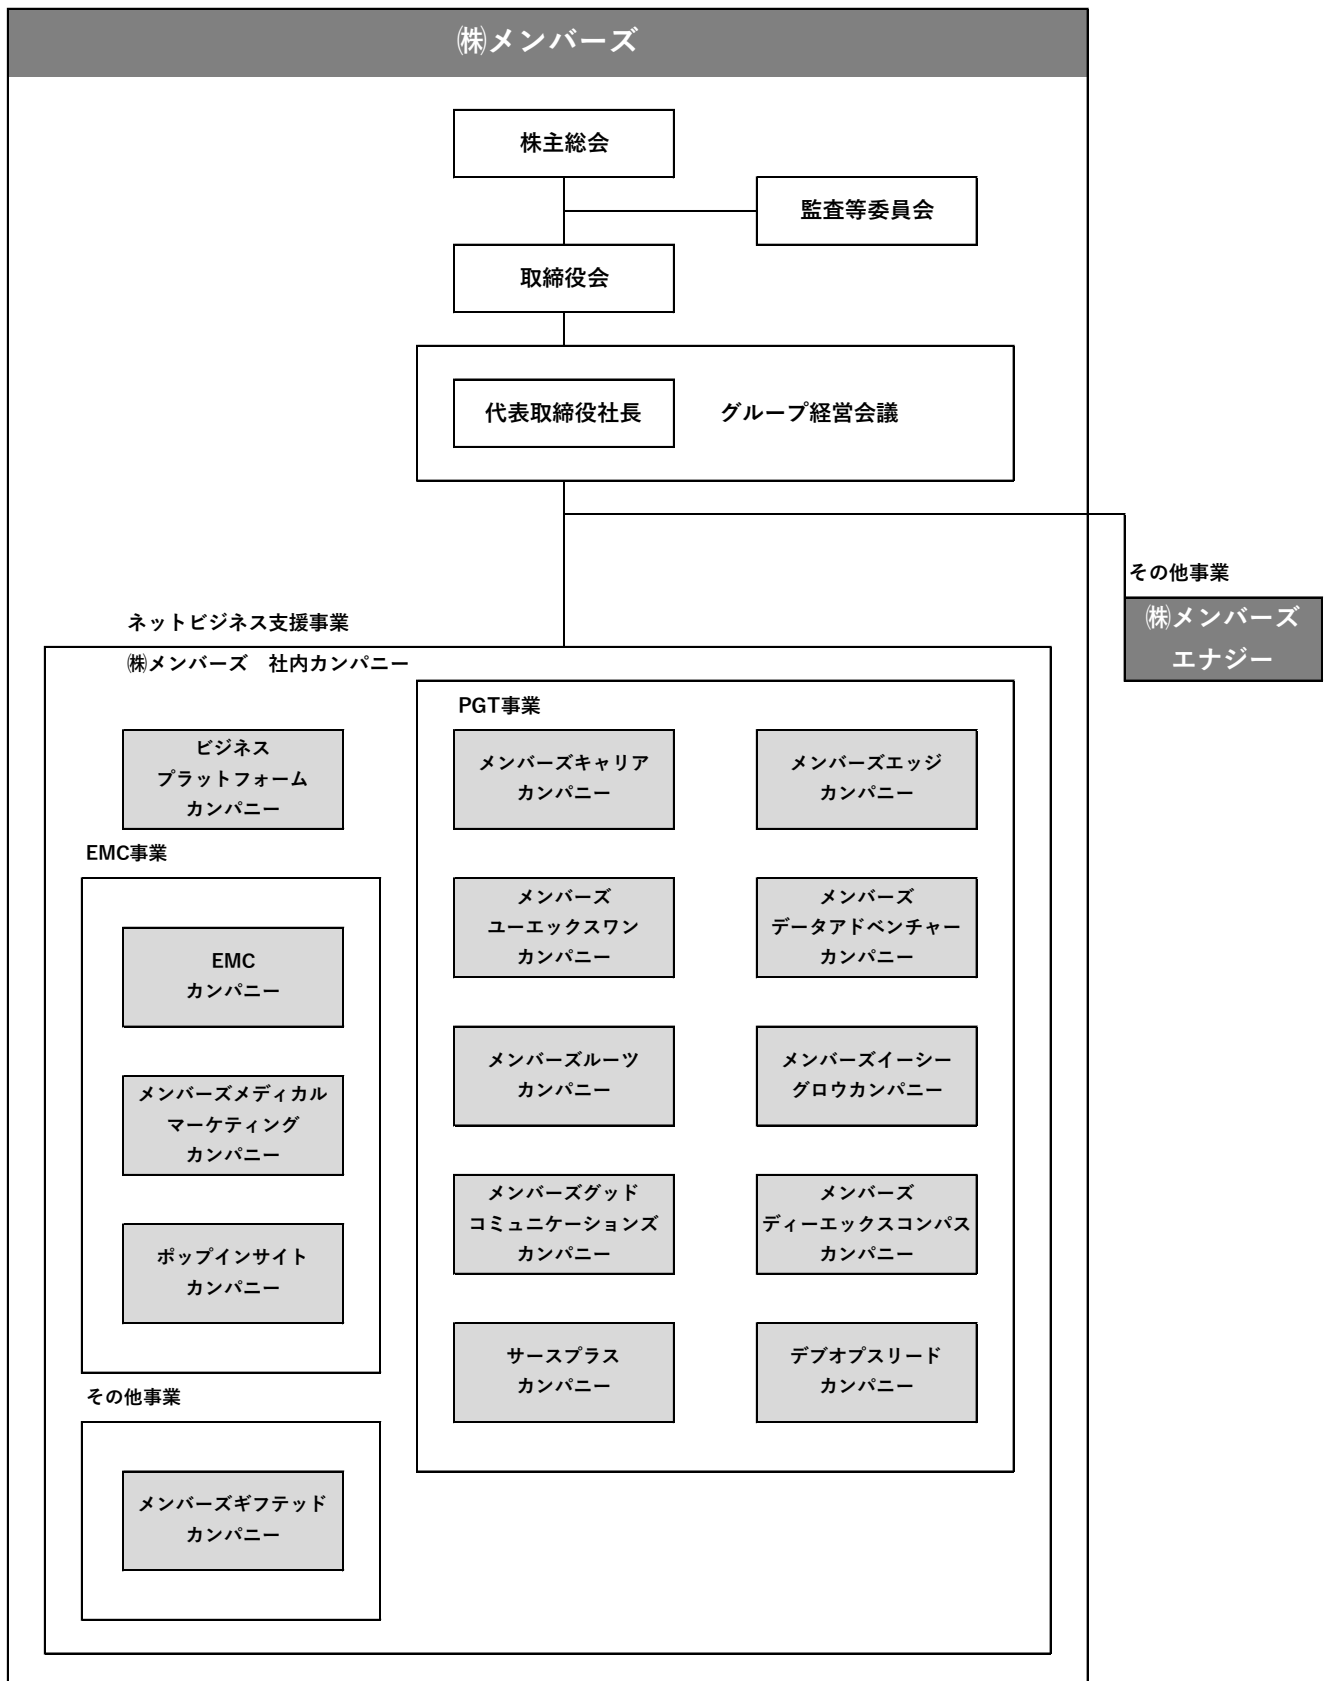 ㈱メンバーズ
株主総会
監査等委員会
取締役会
代表取締役社長
グループ経営会議
その他事業
㈱メンバーズ
エナジー
ネットビジネス支援事業
㈱メンバーズ　社内カンパニー
ビジネス
プラットフォーム
カンパニー
EMC事業
EMC
カンパニー
メンバーズメディカル
マーケティング
カンパニー
ポップインサイト
カンパニー
その他事業
メンバーズギフテッド
カンパニー
PGT事業
メンバーズキャリア
カンパニー
メンバーズエッジ
カンパニー
メンバーズ
ユーエックスワン
カンパニー
メンバーズ
データアドベンチャー
カンパニー
メンバーズルーツ
カンパニー
メンバーズイーシー
グロウカンパニー
メンバーズグッド
コミュニケーションズ
カンパニー
メンバーズ
ディーエックスコンパス
カンパニー
サースプラス
カンパニー
デブオプスリード
カンパニー